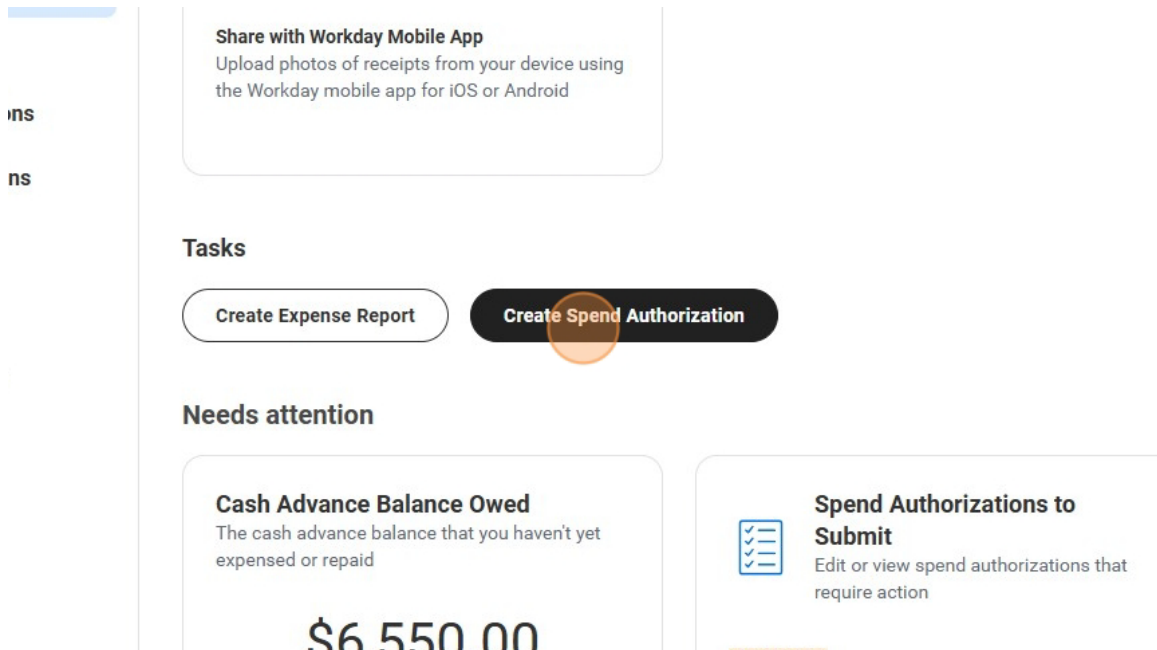 Share with Workday Mobile App
Upload photos of receipts from your device using
the Workday mobile app for iOS or Android
ns
Tasks
Create Expense Report
Create Spend Authorization
Needs attention
Cash Advance Balance Owed
The cash advance balance that you haven't yet
expensed or repaid
$6,550.00
Spend Authorizations to
Submit
Edit or view spend authorizations that
require action